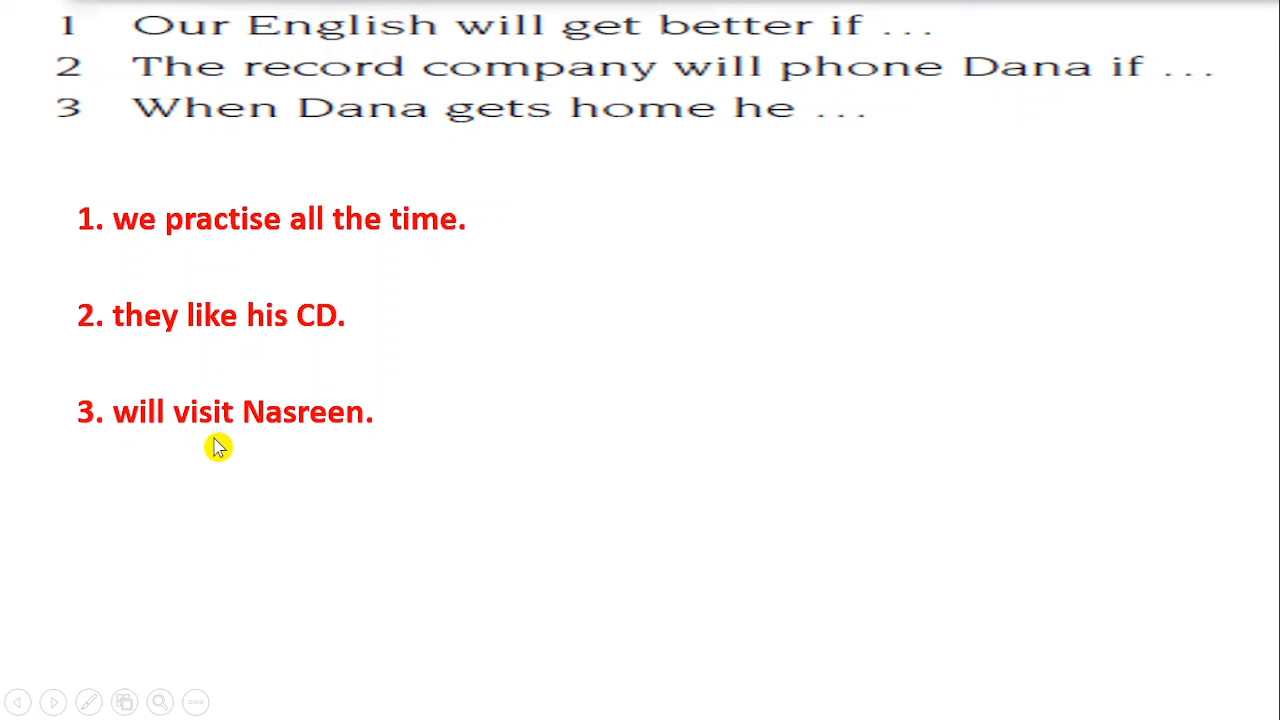 1 Our English will get better if ...
2 The record company will phone Dana if ...
3 When Dana gets home he ...
1. we practise all the time.
2. they like his CD.
3. will visit Nasreen.